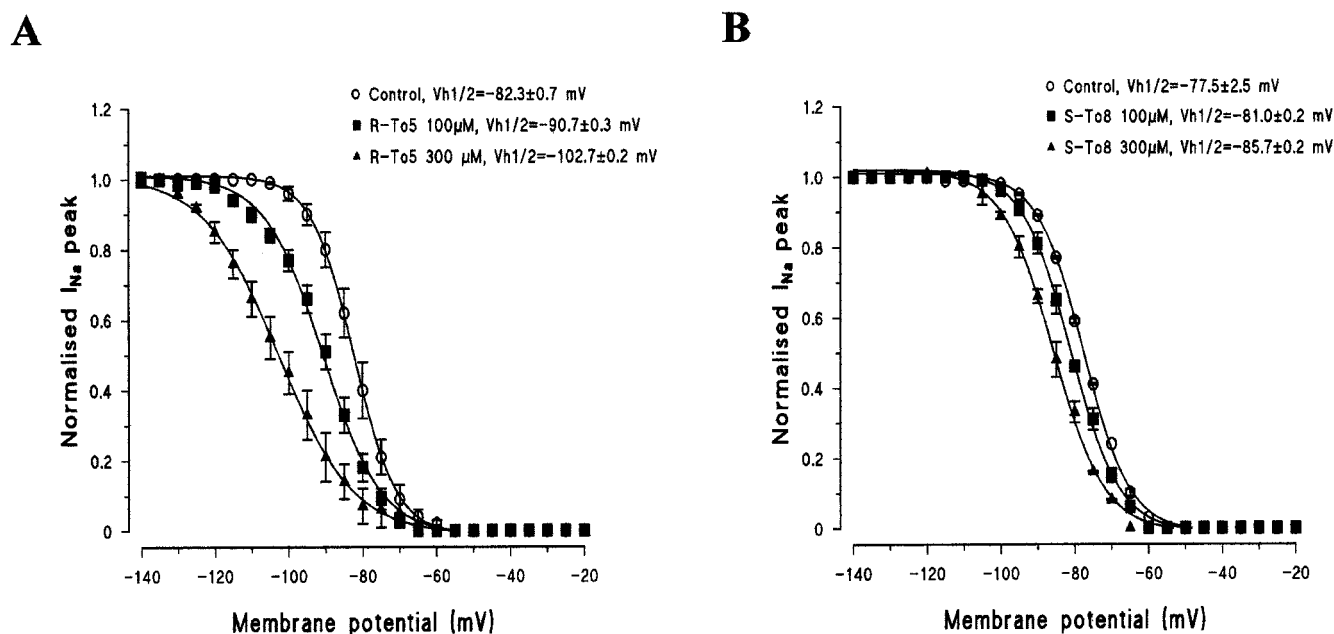 A
○ Control, Vh1/2=-82.3±0.7 mV
■ R-To5 100µM, Vh1/2=-90.7±0.3 mV
▲ R-To5 300 µM, Vh1/2=-102.7±0.2 mV
1.2
1.0
0.8
0.6
0.4
0.2
0
Normalised INa peak
-140 -120 -100 -80 -60 -40 -20
Membrane potential (mV)
B
○ Control, Vh1/2=-77.5±2.5 mV
■ S-To8 100µM, Vh1/2=-81.0±0.2 mV
▲ S-To8 300µM, Vh1/2=-85.7±0.2 mV
1.2
1.0
0.8
0.6
0.4
0.2
0
Normalised INa peak
-140 -120 -100 -80 -60 -40 -20
Membrane potential (mV)